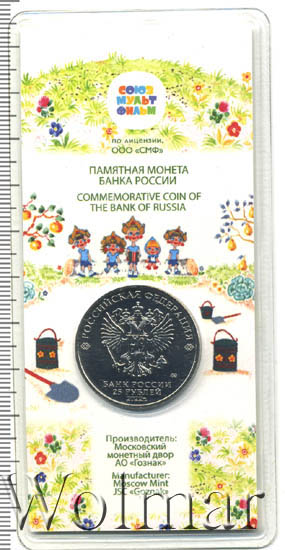 СОЮЗ
МУЛЬТ
ФИЛЬМ
по лицензии,
ООО «СМФ»
ПАМЯТНАЯ МОНЕТА
БАНКА РОССИИ
COMMEMORATIVE COIN OF
THE BANK OF RUSSIA
РОССИЙСКАЯ ФЕДЕРАЦИЯ
БАНК РОССИИ
25 РУБЛЕЙ
Производитель:
Московский
монетный двор
АО «Гознак»
Manufacturer:
Moscow Mint
JSC «Goznak»
Wolmar